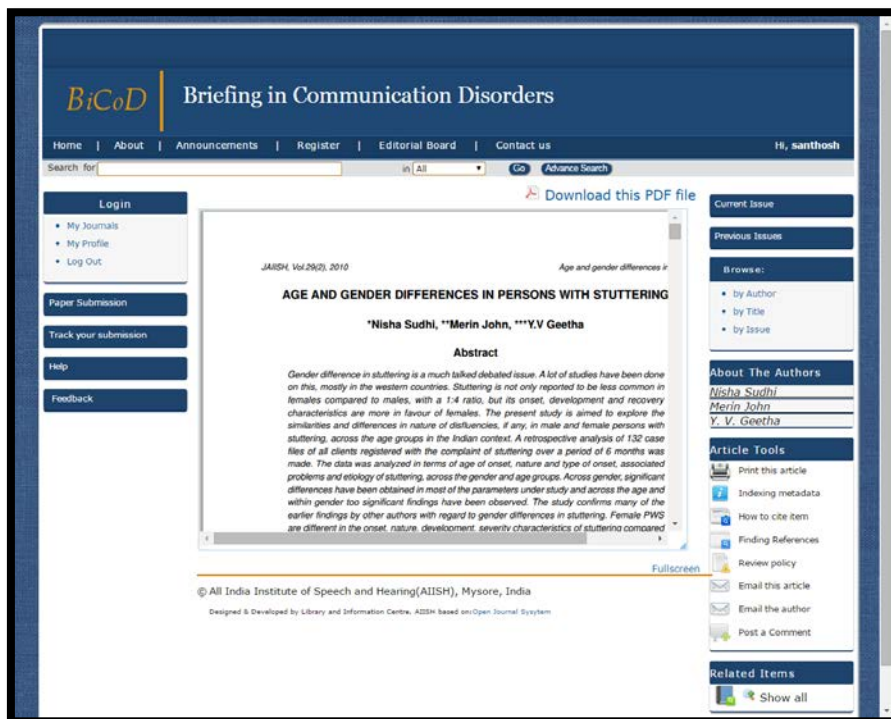 BiCoD
Briefing in Communication Disorders
Home | About | Announcements | Register | Editorial Board | Contact us
Hi, santhosh
Search for
in All
Go
Advance Search
Login
My Journals
My Profile
Log Out
Paper Submission
Track your submission
Help
Feedback
Download this PDF file
JAIISH, Vol.29(2), 2010
Age and gender differences in
AGE AND GENDER DIFFERENCES IN PERSONS WITH STUTTERING
*Nisha Sudhi, **Merin John, ***Y.V Geetha
Abstract
Gender difference in stuttering is a much talked debated issue. A lot of studies have been done
on this, mostly in the western countries. Stuttering is not only reported to be less common in
females compared to males, with a 1:4 ratio, but its onset, development and recovery
characteristics are more in favour of females. The present study is aimed to explore the
similarities and differences in nature of disfluencies, if any, in male and female persons with
stuttering, across the age groups in the Indian context. A retrospective analysis of 132 case
files of all clients registered with the complaint of stuttering over a period of 6 months was
made. The data was analyzed in terms of age of onset, nature and type of onset, associated
problems and etiology of stuttering, across the gender and age groups. Across gender, significant
differences have been obtained in most of the parameters under study and across the age and
within gender too significant findings have been observed. The study confirms many of the
earlier findings by other authors with regard to gender differences in stuttering. Female PWS
are different in the onset, nature, development, severity characteristics of stuttering compared
Fullscreen
© All India Institute of Speech and Hearing(AIISH), Mysore, India
Designed & Developed by Library and Information Centre, AIISH based on:Open Journal Sysytem
Current Issue
Previous Issues
Browse:
by Author
by Title
by Issue
About The Authors
Nisha Sudhi
Merin John
Y. V. Geetha
Article Tools
Print this article
Indexing metadata
How to cite item
Finding References
Review policy
Email this article
Email the author
Post a Comment
Related Items
Show all